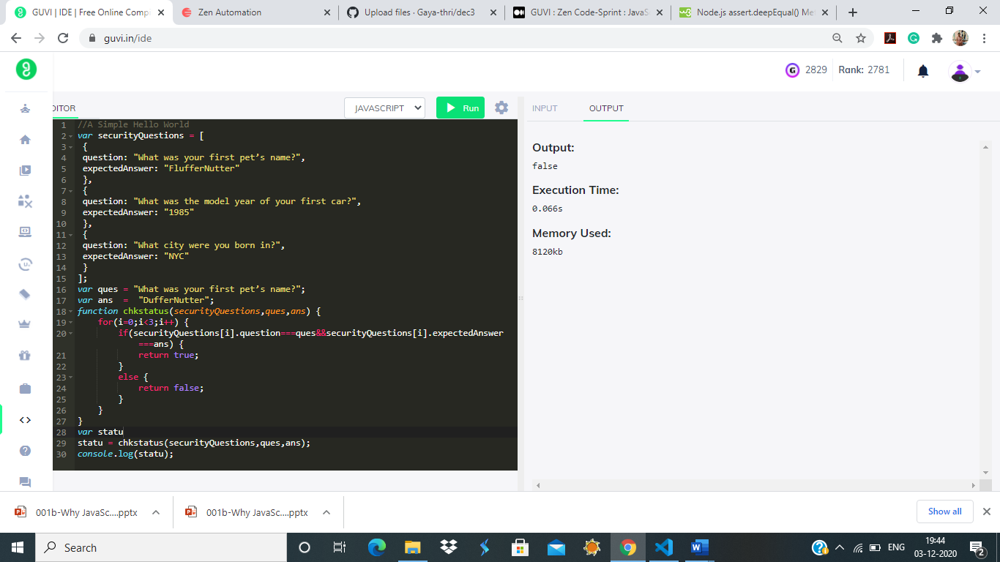 GUVI | IDE | Free Online Compu
Zen Automation
Upload files · Gaya-thri/dec3
GUVI : Zen Code-Sprint : JavaS
Node.js assert.deepEqual() Me
guvi.in/ide
2829 Rank: 2781
DITOR
JAVASCRIPT
Run
INPUT OUTPUT
1 //A Simple Hello World
2 var securityQuestions = [
3 {
4 question: "What was your first pet’s name?",
5 expectedAnswer: "FlufferNutter"
6 },
7 {
8 question: "What was the model year of your first car?",
9 expectedAnswer: "1985"
10 },
11 {
12 question: "What city were you born in?",
13 expectedAnswer: "NYC"
14 }
15 ];
16 var ques = "What was your first pet’s name?";
17 var ans  =  "DufferNutter";
18 function chkstatus(securityQuestions,ques,ans) {
19 for(i=0;i<3;i++) {
20 if(securityQuestions[i].question===ques&&securityQuestions[i].expectedAnswer
===ans) {
21 return true;
22 }
23 else {
24 return false;
25 }
26 }
27 }
28 var statu
29 statu = chkstatus(securityQuestions,ques,ans);
30 console.log(statu);
Output:
false
Execution Time:
0.066s
Memory Used:
8120kb
001b-Why JavaSc....pptx
001b-Why JavaSc....pptx
Show all
Search
ENG
19:44
03-12-2020
2